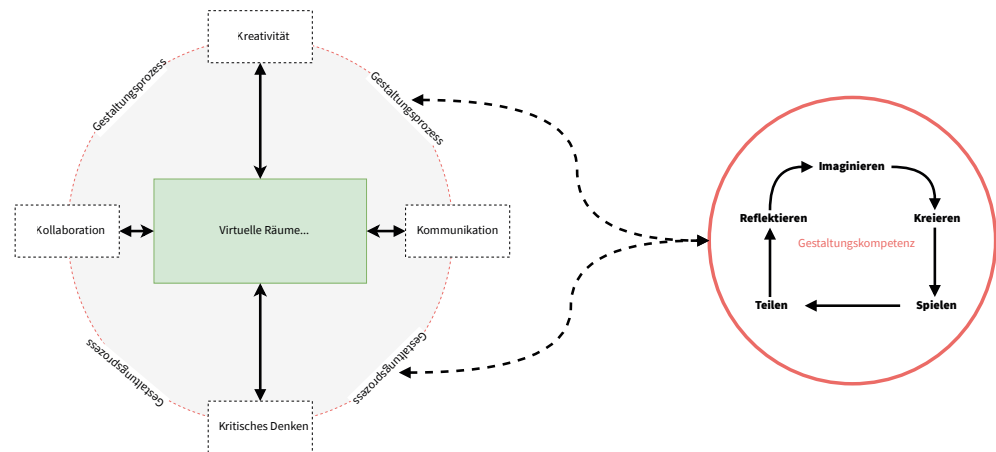 Kreativität
Gestaltungsprozess
Gestaltungsprozess
Kollaboration
Virtuelle Räume...
Kommunikation
Gestaltungsprozess
Gestaltungsprozess
Kritisches Denken
Imaginieren
Reflektieren
Kreieren
Gestaltungskompetenz
Teilen
Spielen